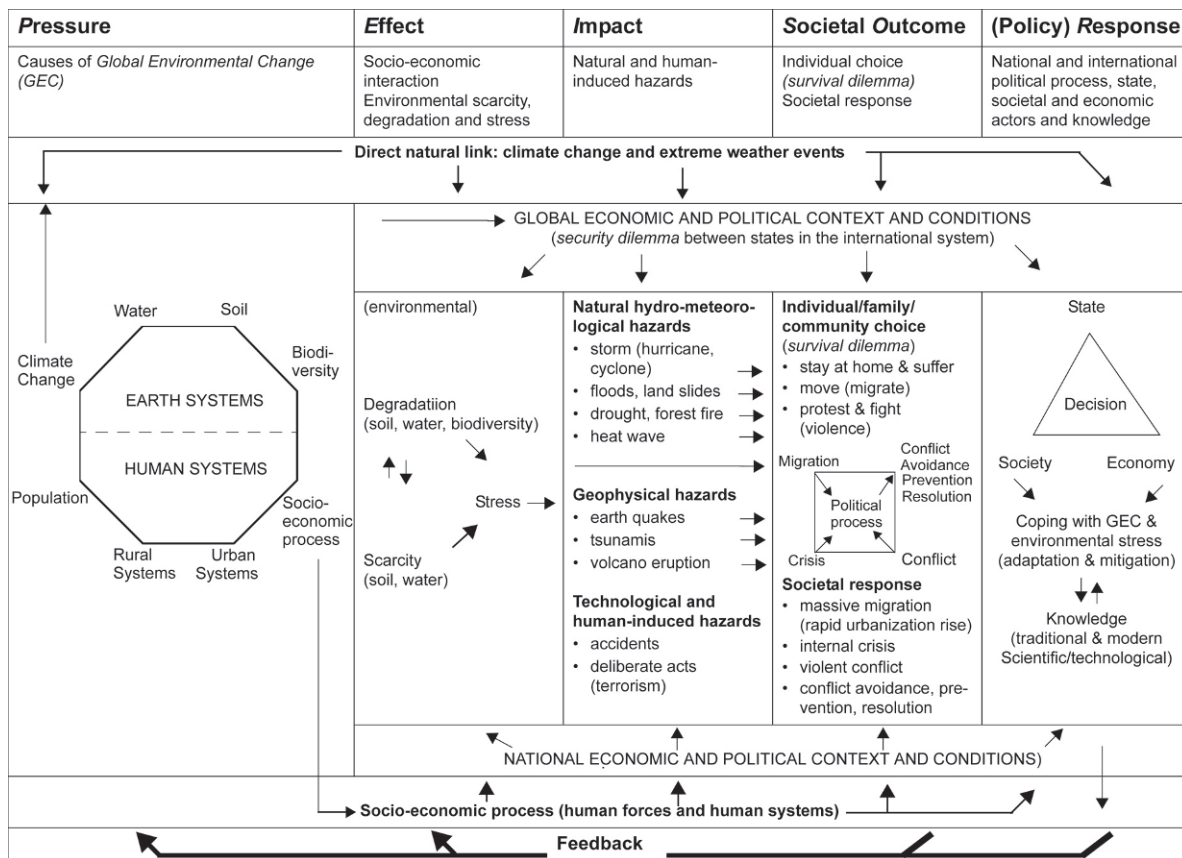 Pressure
Effect
Impact
Societal Outcome
(Policy) Response
Causes of Global Environmental Change
(GEC)
Socio-economic
interaction
Environmental scarcity,
degradation and stress
Natural and human-
induced hazards
Individual choice
(survival dilemma)
Societal response
National and international
political process, state,
societal and economic
actors and knowledge
Direct natural link: climate change and extreme weather events
GLOBAL ECONOMIC AND POLITICAL CONTEXT AND CONDITIONS
(security dilemma between states in the international system)
Water
Soil
Climate
Change
Biodi-
versity
EARTH SYSTEMS
HUMAN SYSTEMS
Population
Socio-
economic
process
Rural
Systems
Urban
Systems
(environmental)
Degradatiion
(soil, water, biodiversity)
Stress
Scarcity
(soil, water)
Natural hydro-meteoro-
logical hazards
• storm (hurricane,
cyclone)
• floods, land slides
• drought, forest fire
• heat wave
Geophysical hazards
• earth quakes
• tsunamis
• volcano eruption
Technological and
human-induced hazards
• accidents
• deliberate acts
(terrorism)
Individual/family/
community choice
(survival dilemma)
• stay at home & suffer
• move (migrate)
• protest & fight
(violence)
Migration
Conflict
Avoidance
Prevention
Resolution
Political
process
Crisis
Conflict
Societal response
• massive migration
(rapid urbanization rise)
• internal crisis
• violent conflict
• conflict avoidance, pre-
vention, resolution
State
Decision
Society
Economy
Coping with GEC &
environmental stress
(adaptation & mitigation)
Knowledge
(traditional & modern
Scientific/technological)
NATIONAL ECONOMIC AND POLITICAL CONTEXT AND CONDITIONS)
Socio-economic process (human forces and human systems)
Feedback